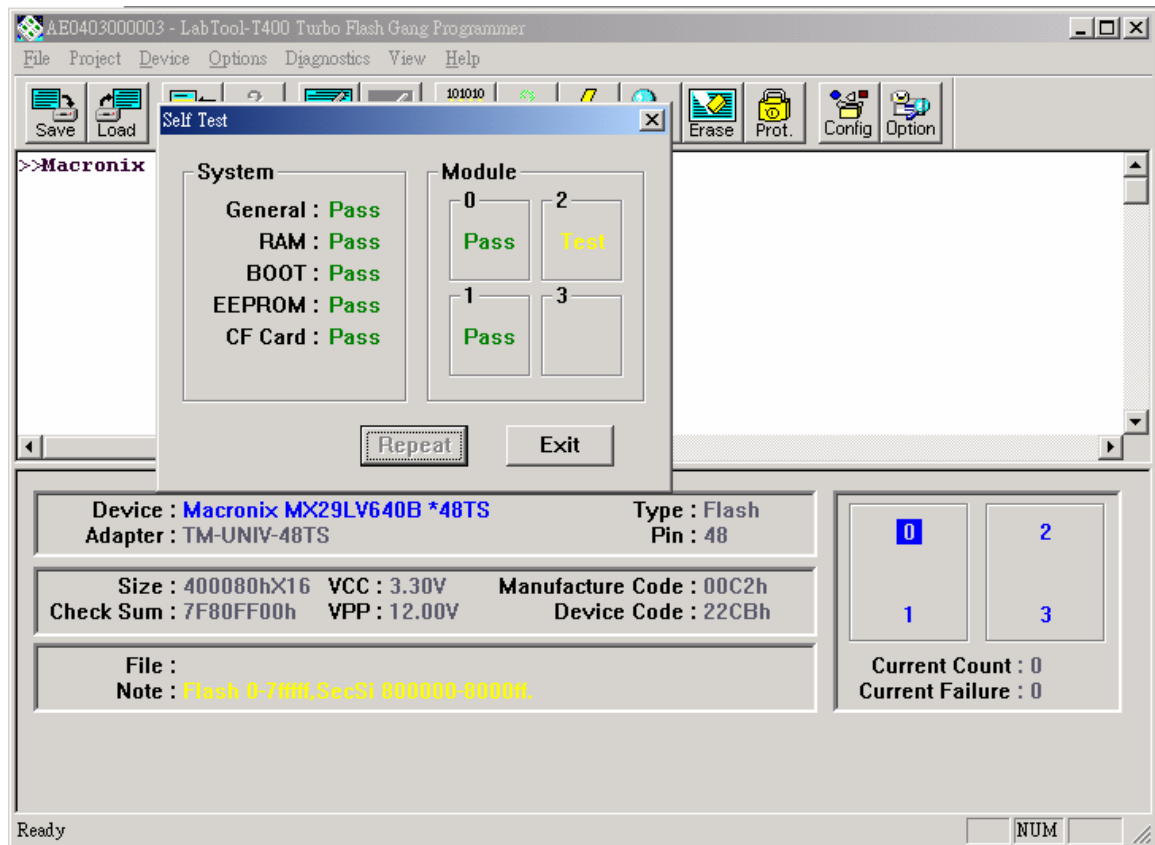 AE0403000003 - LabTool-T400 Turbo Flash Gang Programmer
File Project Device Options Diagnostics View Help
101010
Save Load Erase Prot. Config Option
Self Test
>>Macronix
System
General : Pass
RAM : Pass
BOOT : Pass
EEPROM : Pass
CF Card : Pass
Module
0 2
Pass Test
1 3
Pass
Repeat Exit
Device : Macronix MX29LV640B *48TS Type : Flash
Adapter : TM-UNIV-48TS Pin : 48
Size : 400080hX16 VCC : 3.30V Manufacture Code : 00C2h
Check Sum : 7F80FF00h VPP : 12.00V Device Code : 22CBh
File :
Note : Flash 0-7fffff,SecSi 800000-8000ff.
0 2
1 3
Current Count : 0
Current Failure : 0
Ready NUM